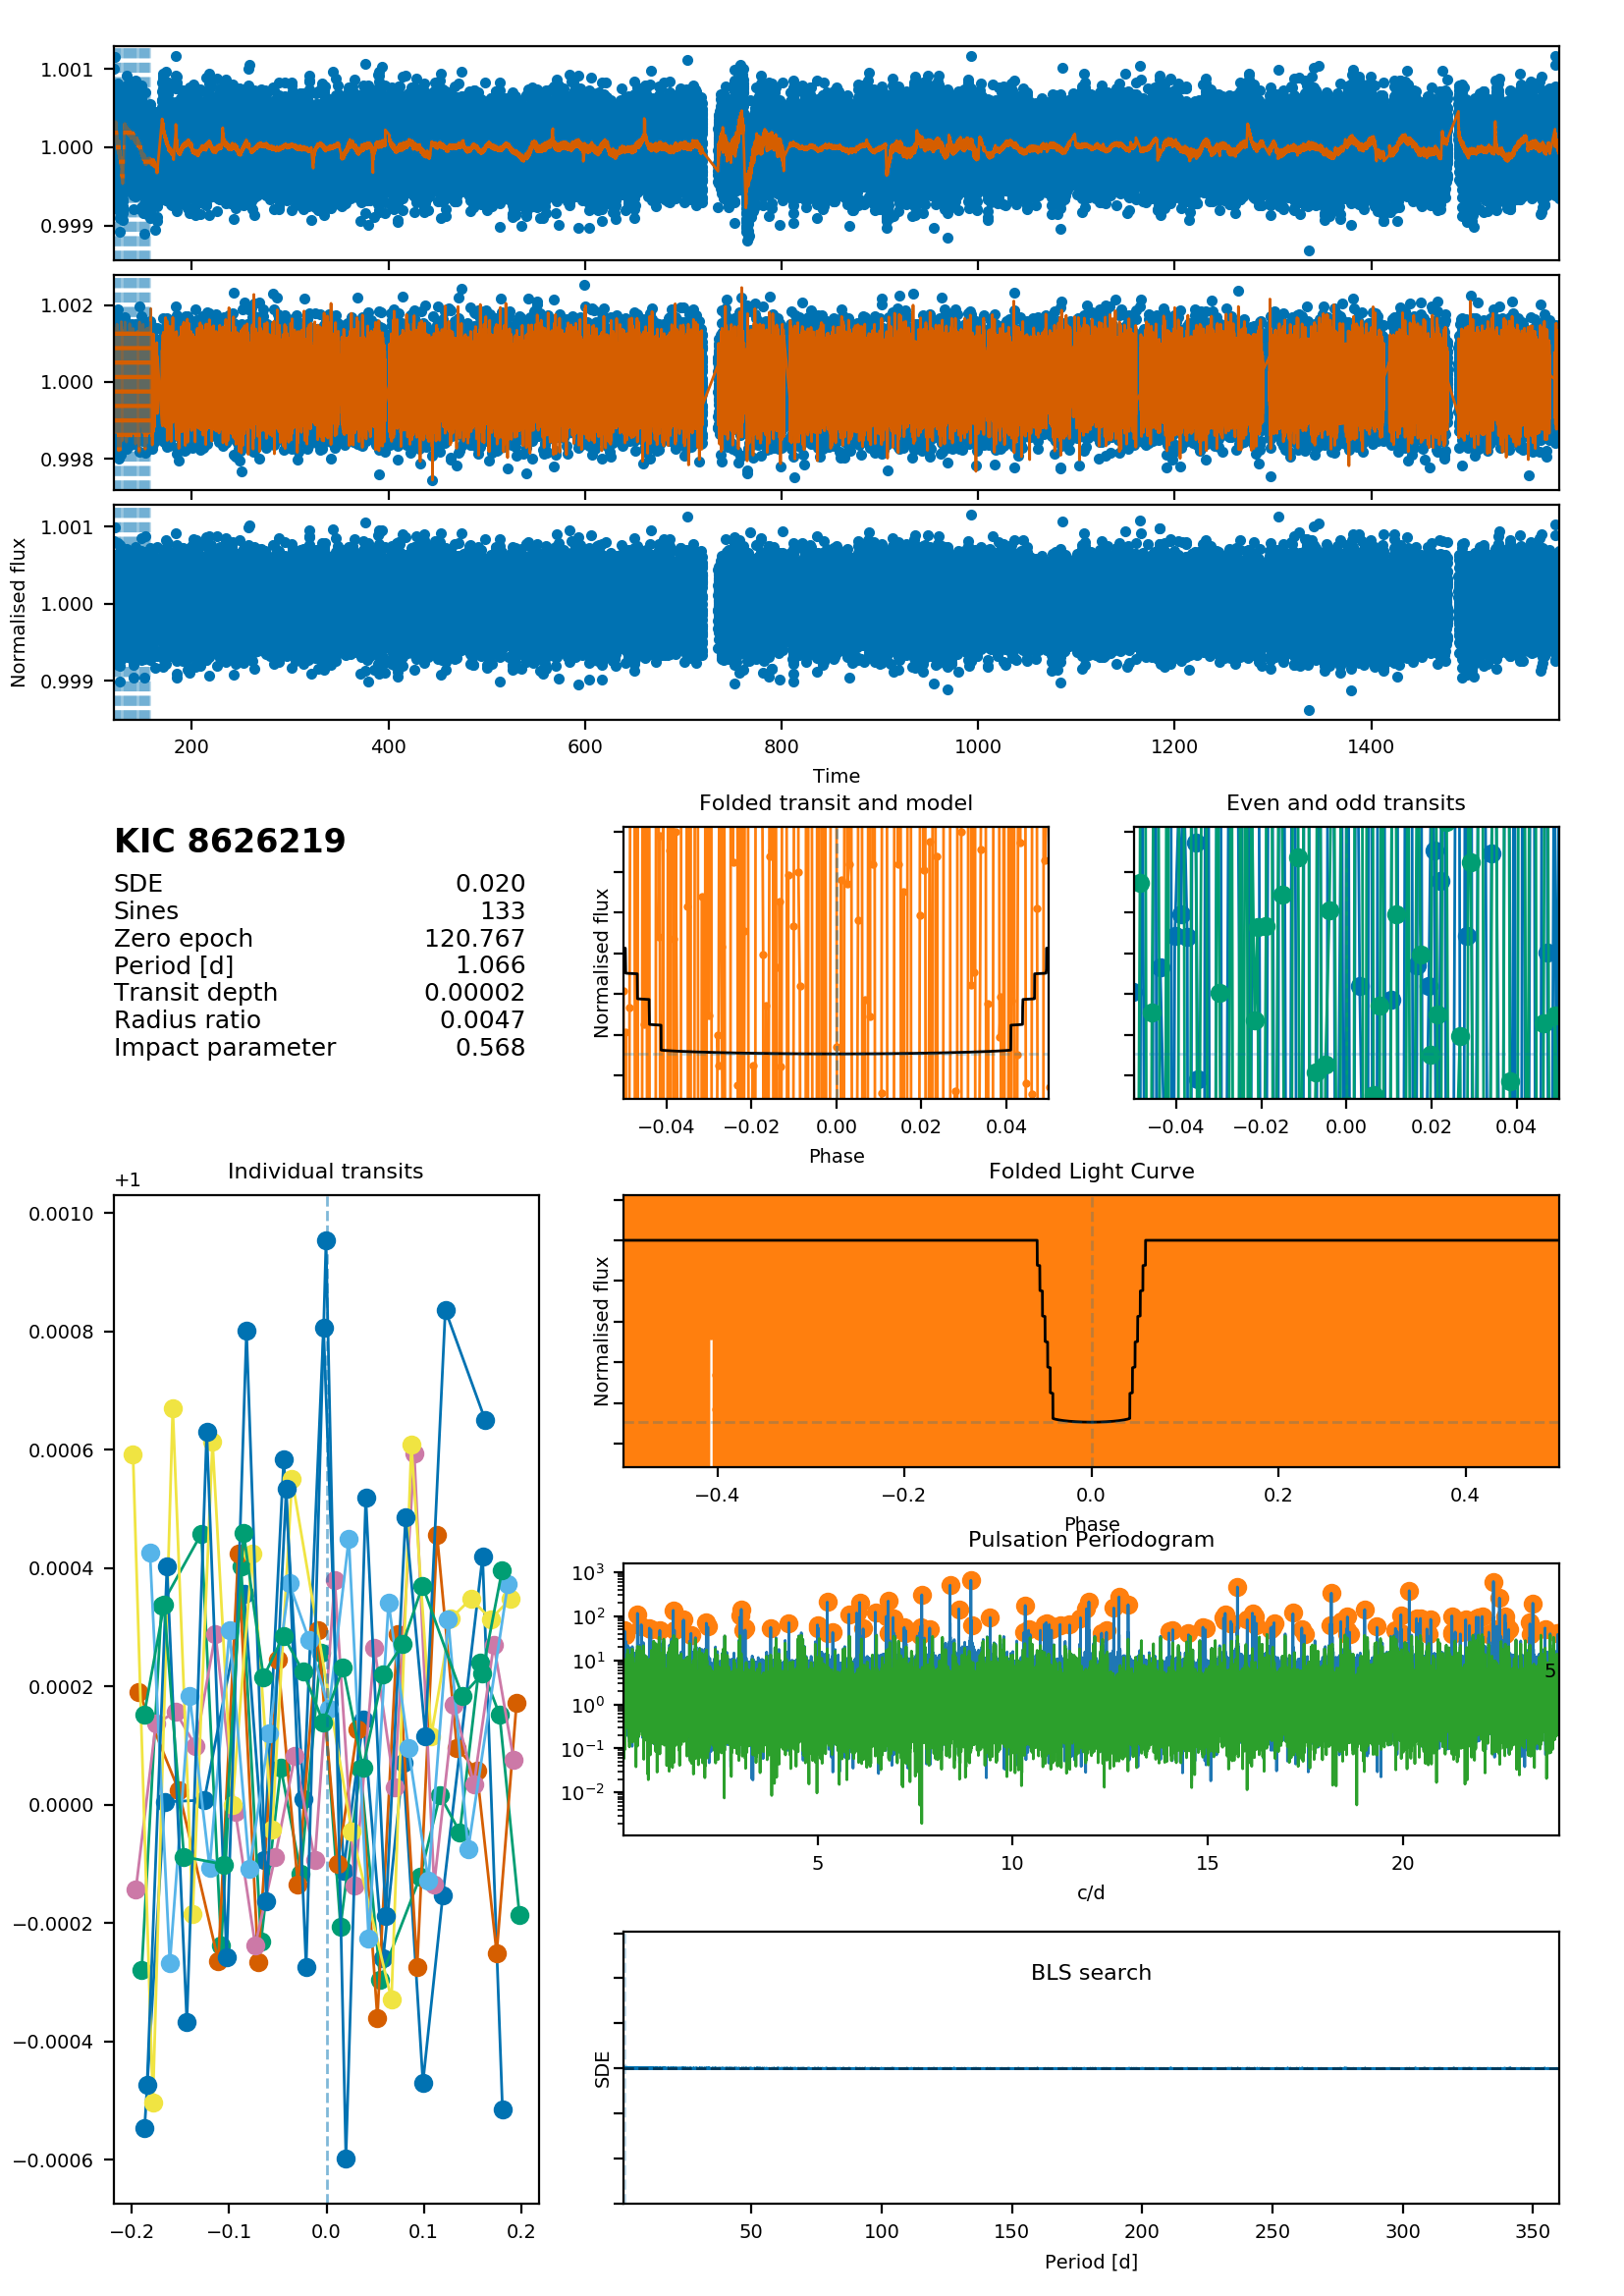 1.001
1.000
0.999
1.002
1.000
0.998
1.001
1.000
0.999
Normalised flux
200 400 600 800 1000 1200 1400
Time
KIC 8626219
SDE 0.020
Sines 133
Zero epoch 120.767
Period [d] 1.066
Transit depth 0.00002
Radius ratio 0.0047
Impact parameter 0.568
Folded transit and model
Normalised flux
−0.04 −0.02 0.00 0.02 0.04
Phase
Even and odd transits
−0.04 −0.02 0.00 0.02 0.04
Individual transits
+1
0.0010
0.0008
0.0006
0.0004
0.0002
0.0000
−0.0002
−0.0004
−0.0006
−0.2 −0.1 0.0 0.1 0.2
Folded Light Curve
Normalised flux
−0.4 −0.2 0.0 0.2 0.4
Phase
Pulsation Periodogram
10³
10²
10¹
10⁰
10⁻¹
10⁻²
5
5 10 15 20
c/d
BLS search
SDE
50 100 150 200 250 300 350
Period [d]